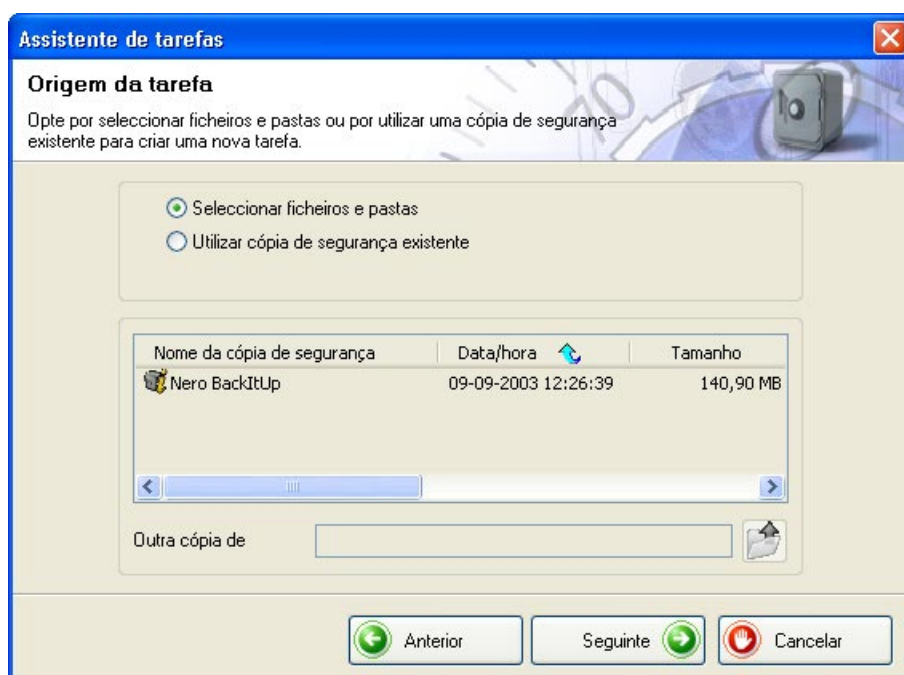 Assistente de tarefas
Origem da tarefa
Opte por seleccionar ficheiros e pastas ou por utilizar uma cópia de segurança
existente para criar uma nova tarefa.
Seleccionar ficheiros e pastas
Utilizar cópia de segurança existente
Nome da cópia de segurança Data/hora Tamanho
Nero BackItUp 09-09-2003 12:26:39 140,90 MB
Outra cópia de
Anterior Seguinte Cancelar